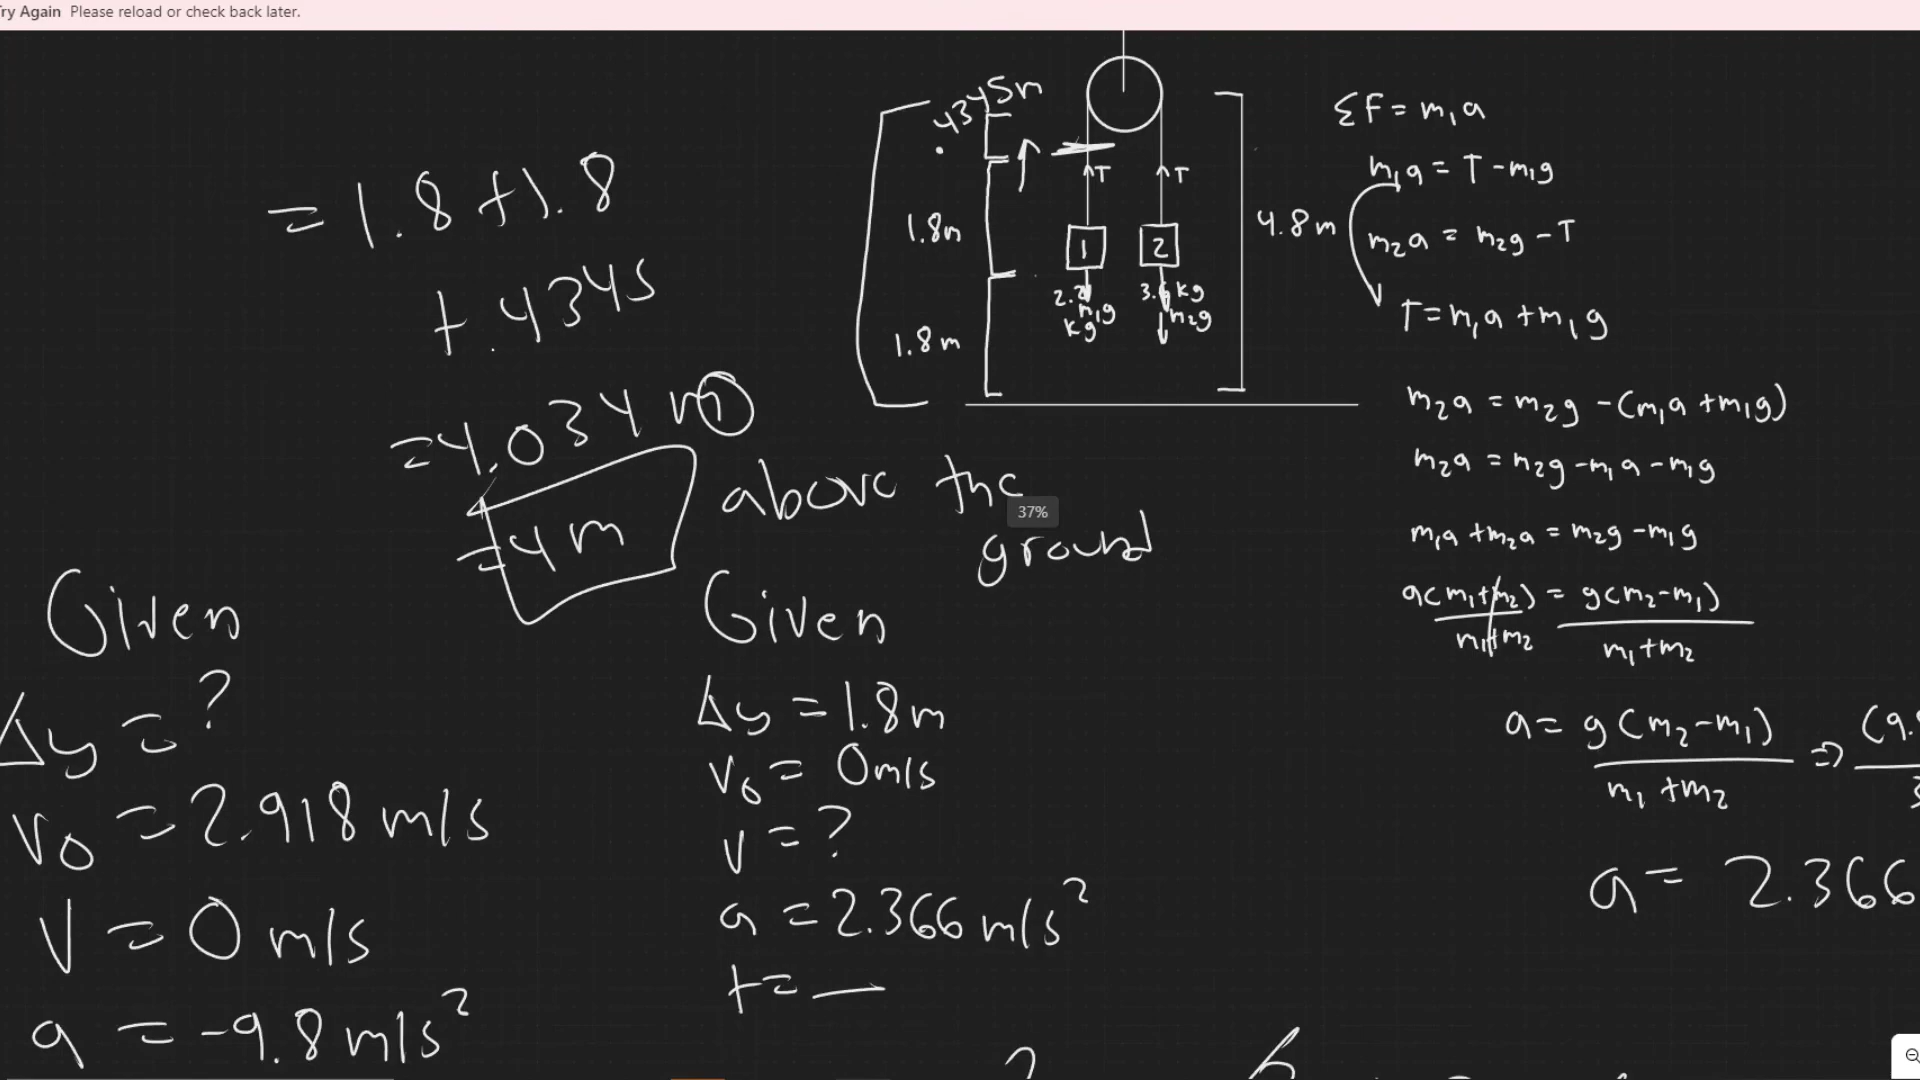 Try Again Please reload or check back later.
= 1.8 + 1.8
+ .4345
= 4.034 m
= 4m
above the
ground
.4345m
1.8m
1.8m
T
T
1
2
kg
m₁g
kg
m₂g
4.8m
ΣF = m₁a
m₁a = T - m₁g
m₂a = m₂g - T
T = m₁a + m₁g
m₂a = m₂g - (m₁a + m₁g)
m₂a = m₂g - m₁a - m₁g
m₁a + m₂a = m₂g - m₁g
a(m₁+m₂) = g(m₂-m₁)
m₁+m₂ m₁+m₂
a = g(m₂-m₁) ⇒ (9.
m₁ + m₂
a = 2.366
37%
Given
Δy = ?
v₀ = 2.918 m/s
v = 0 m/s
a = -9.8 m/s²
Given
Δy = 1.8m
v₀ = 0m/s
v = ?
a = 2.366 m/s²
t = —